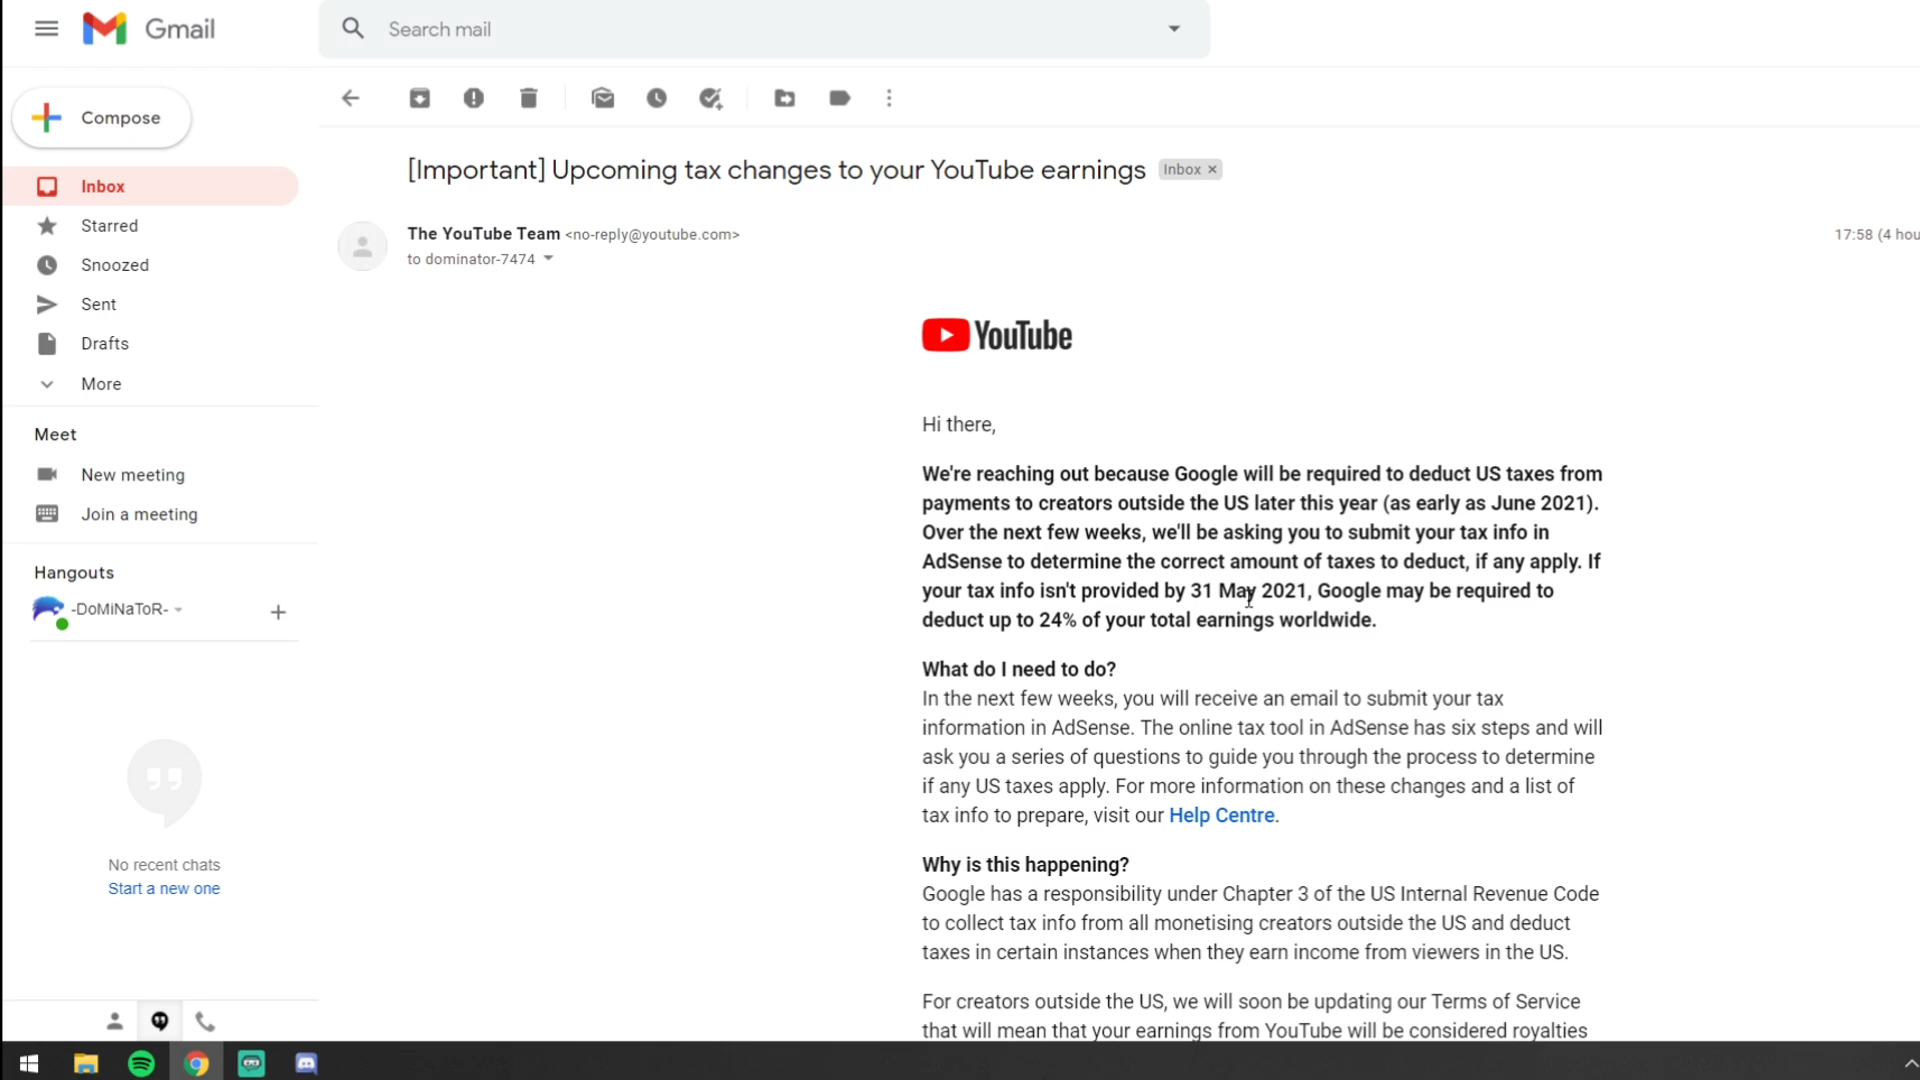 Gmail
Search mail
Compose
Inbox
Starred
Snoozed
Sent
Drafts
More
Meet
New meeting
Join a meeting
Hangouts
-DoMiNaToR-
No recent chats
Start a new one
[Important] Upcoming tax changes to your YouTube earnings
Inbox ×
The YouTube Team <no-reply@youtube.com>
17:58 (4 hou
to dominator-7474
YouTube
Hi there,
We're reaching out because Google will be required to deduct US taxes from
payments to creators outside the US later this year (as early as June 2021).
Over the next few weeks, we'll be asking you to submit your tax info in
AdSense to determine the correct amount of taxes to deduct, if any apply. If
your tax info isn't provided by 31 May 2021, Google may be required to
deduct up to 24% of your total earnings worldwide.
What do I need to do?
In the next few weeks, you will receive an email to submit your tax
information in AdSense. The online tax tool in AdSense has six steps and will
ask you a series of questions to guide you through the process to determine
if any US taxes apply. For more information on these changes and a list of
tax info to prepare, visit our Help Centre.
Why is this happening?
Google has a responsibility under Chapter 3 of the US Internal Revenue Code
to collect tax info from all monetising creators outside the US and deduct
taxes in certain instances when they earn income from viewers in the US.
For creators outside the US, we will soon be updating our Terms of Service
that will mean that your earnings from YouTube will be considered royalties